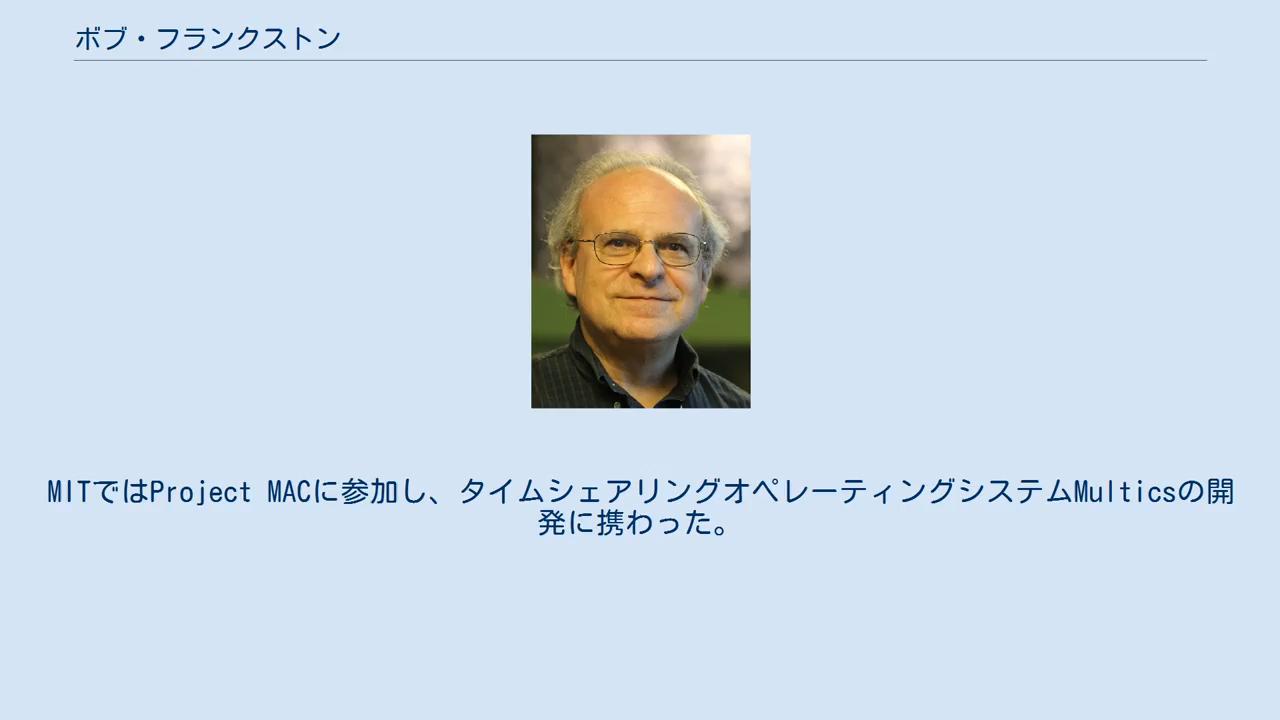 ボブ・フランクストン
MITではProject MACに参加し、タイムシェアリングオペレーティングシステムMulticsの開
発に携わった。